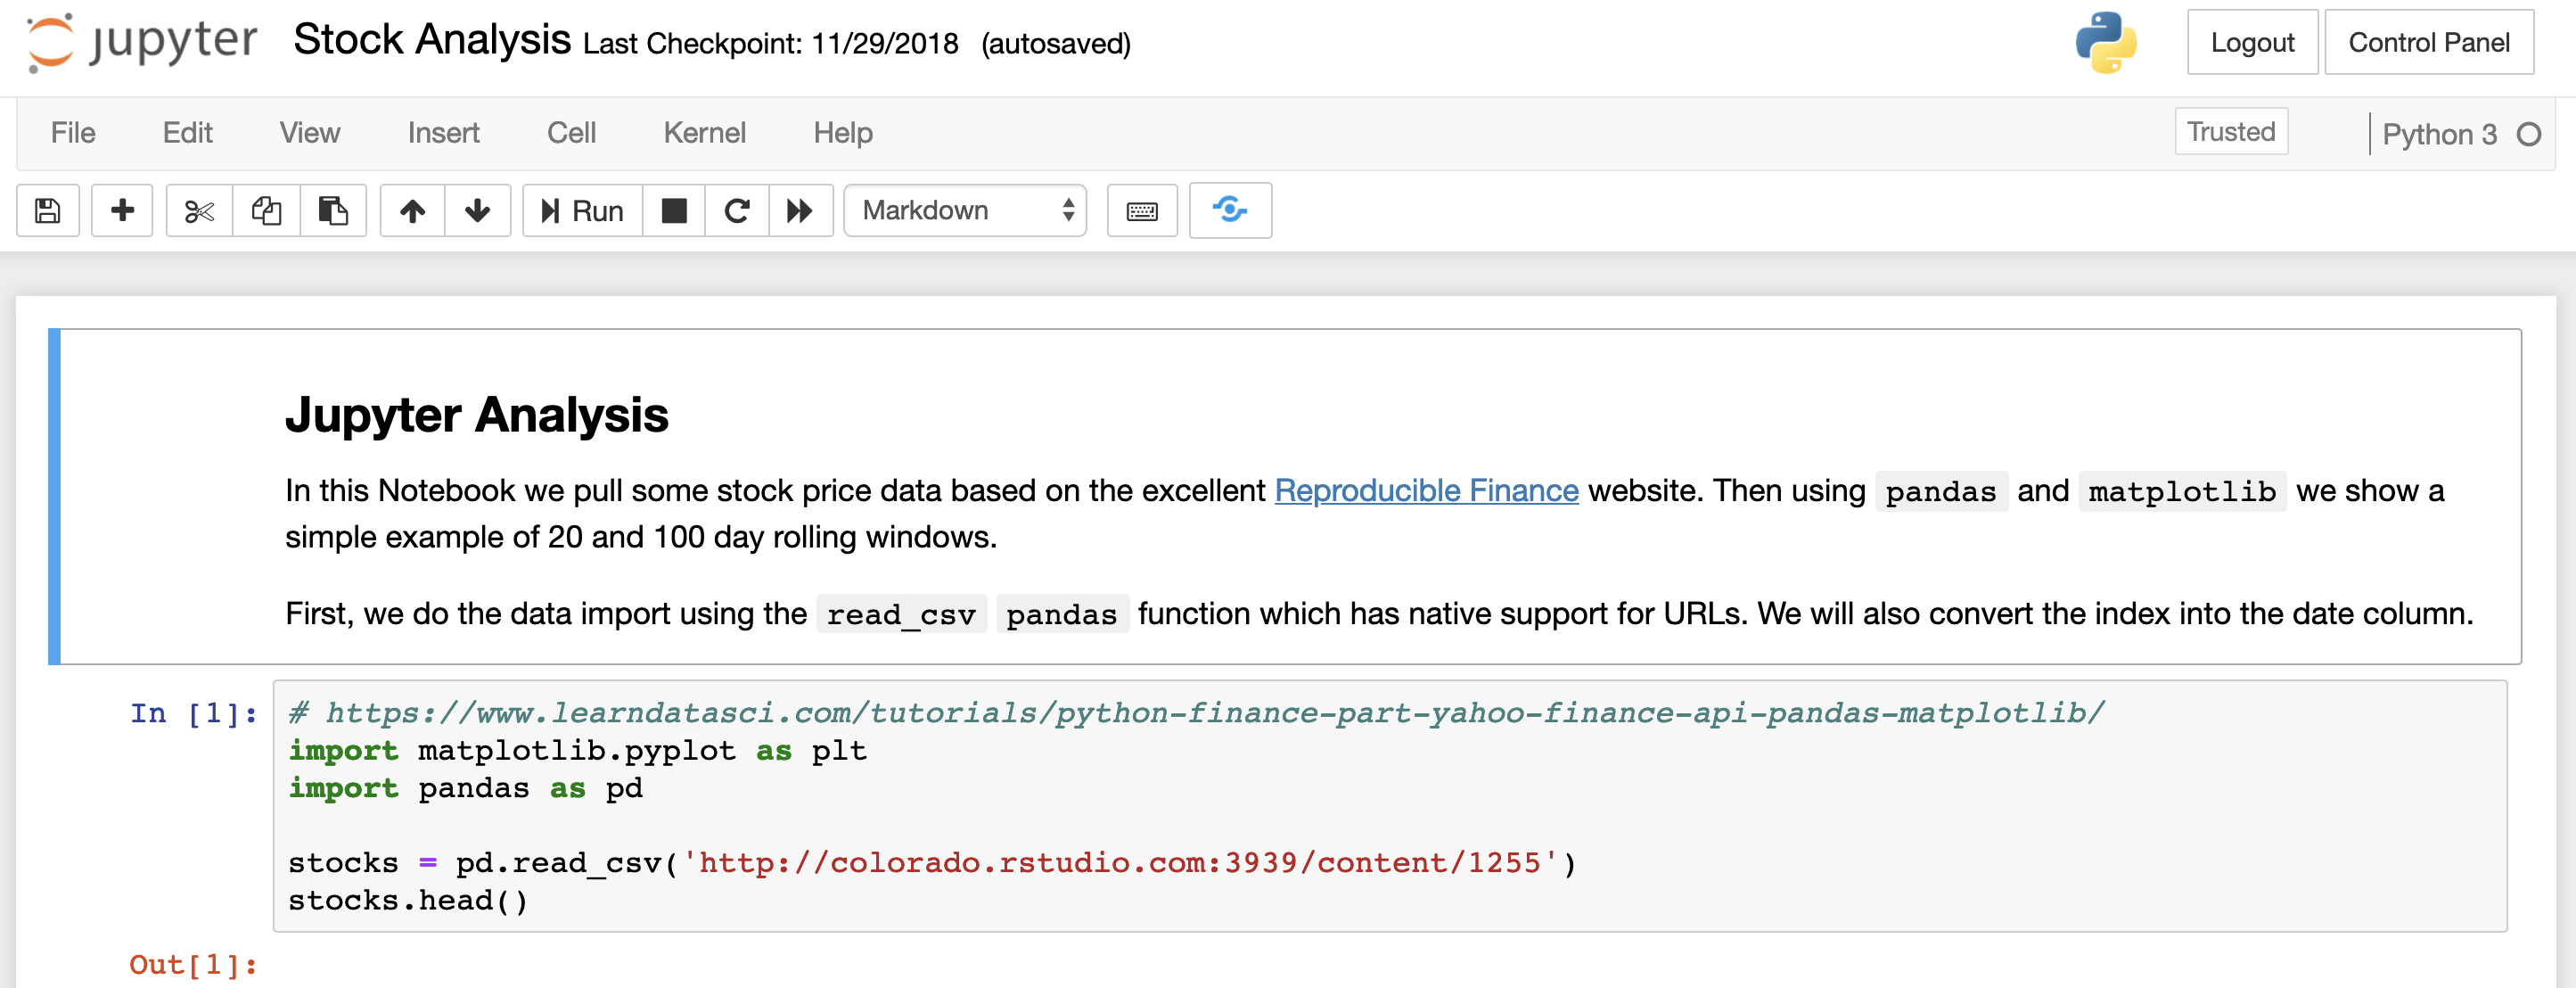 jupyter Stock Analysis Last Checkpoint: 11/29/2018 (autosaved) Logout Control Panel
File Edit View Insert Cell Kernel Help Trusted Python 3
Run Markdown
Jupyter Analysis
In this Notebook we pull some stock price data based on the excellent Reproducible Finance website. Then using pandas and matplotlib we show a
simple example of 20 and 100 day rolling windows.
First, we do the data import using the read_csv pandas function which has native support for URLs. We will also convert the index into the date column.
In [1]: # https://www.learndatasci.com/tutorials/python-finance-part-yahoo-finance-api-pandas-matplotlib/
import matplotlib.pyplot as plt
import pandas as pd
stocks = pd.read_csv('http://colorado.rstudio.com:3939/content/1255')
stocks.head()
Out[1]: